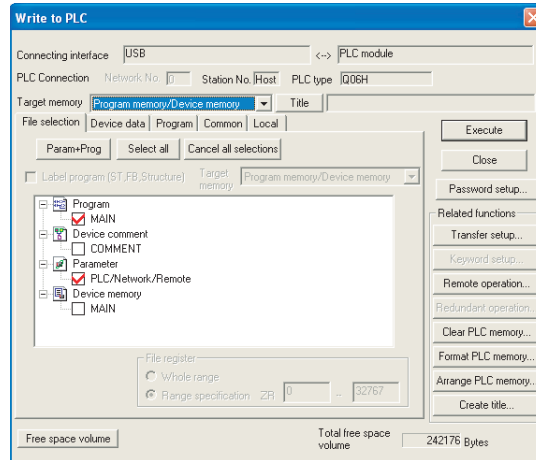 Write to PLC
Connecting interface USB <--> PLC module
PLC Connection Network No. 0 Station No. Host PLC type Q06H
Target memory Program memory/Device memory Title
File selection Device data Program Common Local
Param+Prog Select all Cancel all selections
Label program (ST,FB,Structure) Target memory Program memory/Device memory
Program
MAIN
Device comment
COMMENT
Parameter
PLC/Network/Remote
Device memory
MAIN
File register
Whole range
Range specification ZR 0 .. 32767
Free space volume
Total free space volume 242176 Bytes
Execute
Close
Password setup...
Related functions
Transfer setup...
Keyword setup...
Remote operation...
Redundant operation...
Clear PLC memory...
Format PLC memory...
Arrange PLC memory...
Create title...